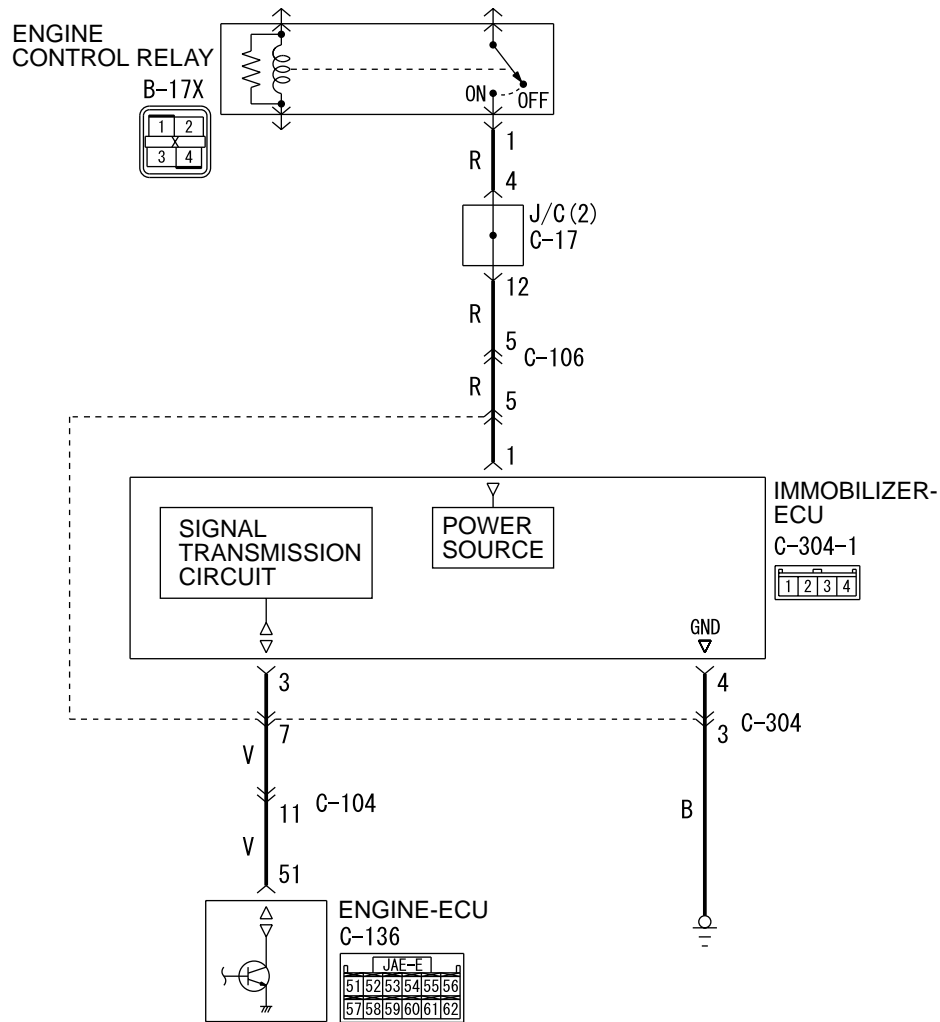 ENGINE
CONTROL RELAY
B-17X
1 2
X
3 4
ON
OFF
1
R
4
J/C(2)
C-17
12
R
5
C-106
R
5
1
IMMOBILIZER-
ECU
C-304-1
1 2 3 4
SIGNAL
TRANSMISSION
CIRCUIT
POWER
SOURCE
GND
3
4
7
3
C-304
V
11
C-104
B
V
51
ENGINE-ECU
C-136
JAE-E
51 52 53 54 55 56
57 58 59 60 61 62